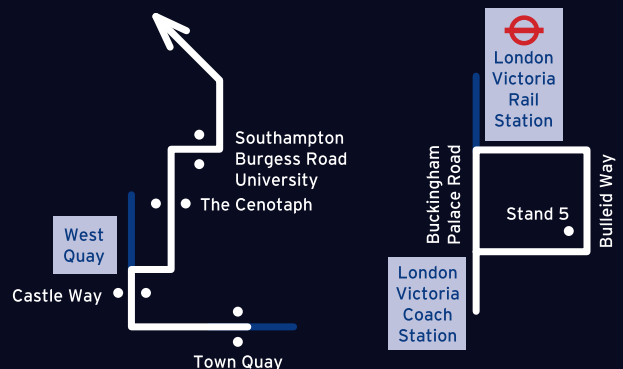 Southampton
Burgess Road
University
The Cenotaph
West
Quay
Castle Way
Town Quay
London
Victoria
Rail
Station
Buckingham
Palace Road
Stand 5
Bulleid Way
London
Victoria
Coach
Station